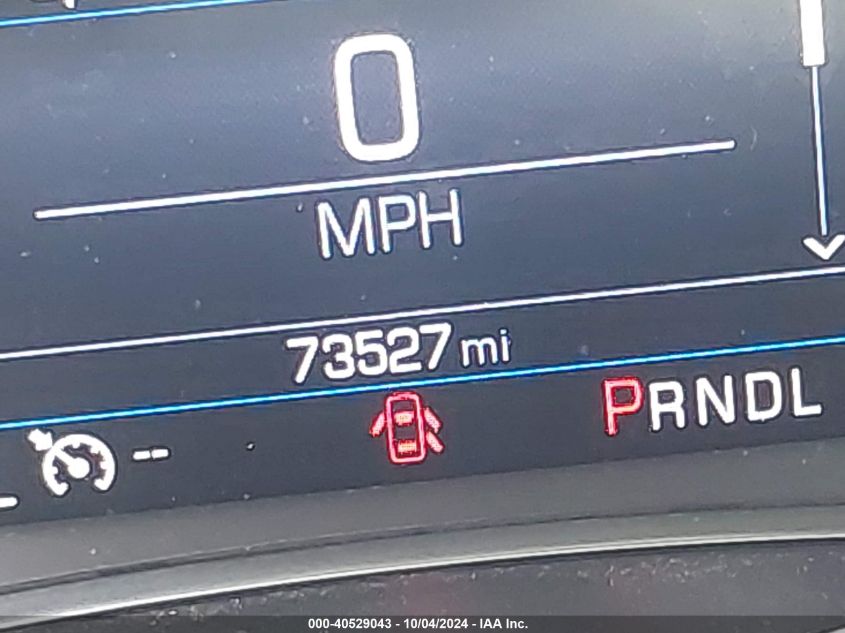 0
MPH
73527 mi
PRNDL
--
000-40529043 - 10/04/2024 - IAA Inc.